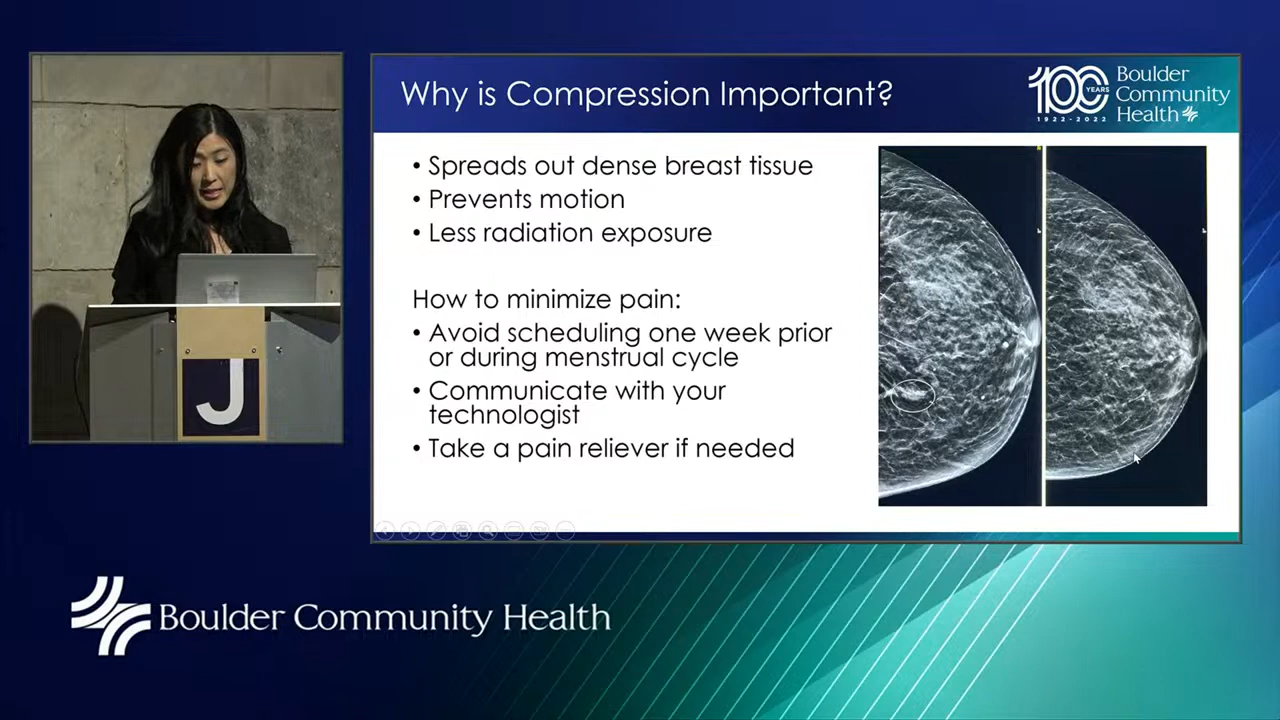 Why is Compression Important?
100
YEARS
1922-2022
Boulder
Community
Health
• Spreads out dense breast tissue
• Prevents motion
• Less radiation exposure
How to minimize pain:
• Avoid scheduling one week prior
or during menstrual cycle
• Communicate with your
technologist
• Take a pain reliever if needed
J
Boulder Community Health